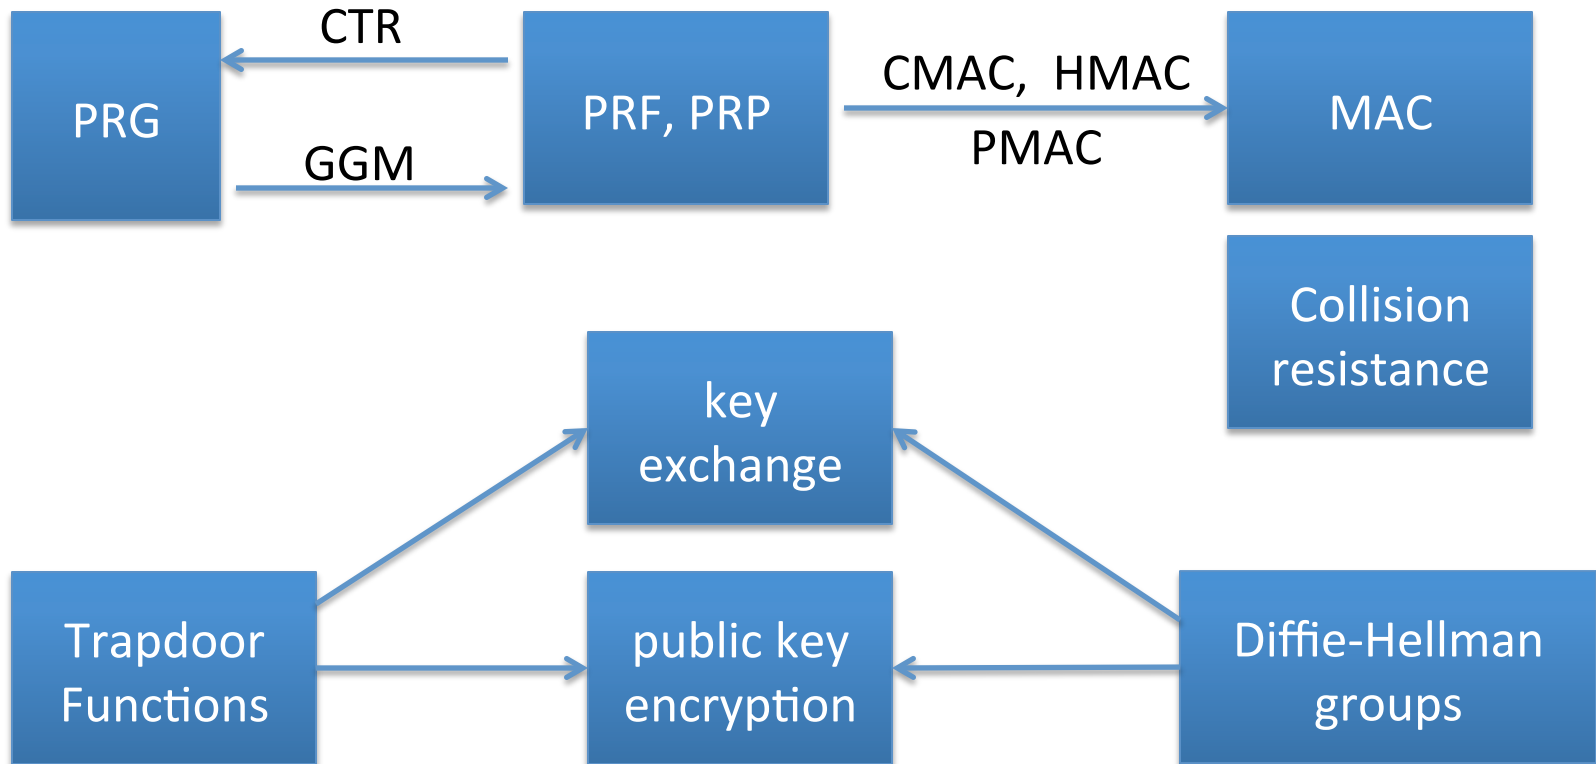 CTR
PRG
GGM
PRF, PRP
CMAC, HMAC
PMAC
MAC
Collision
resistance
key
exchange
Trapdoor
Functions
public key
encryption
Diffie-Hellman
groups